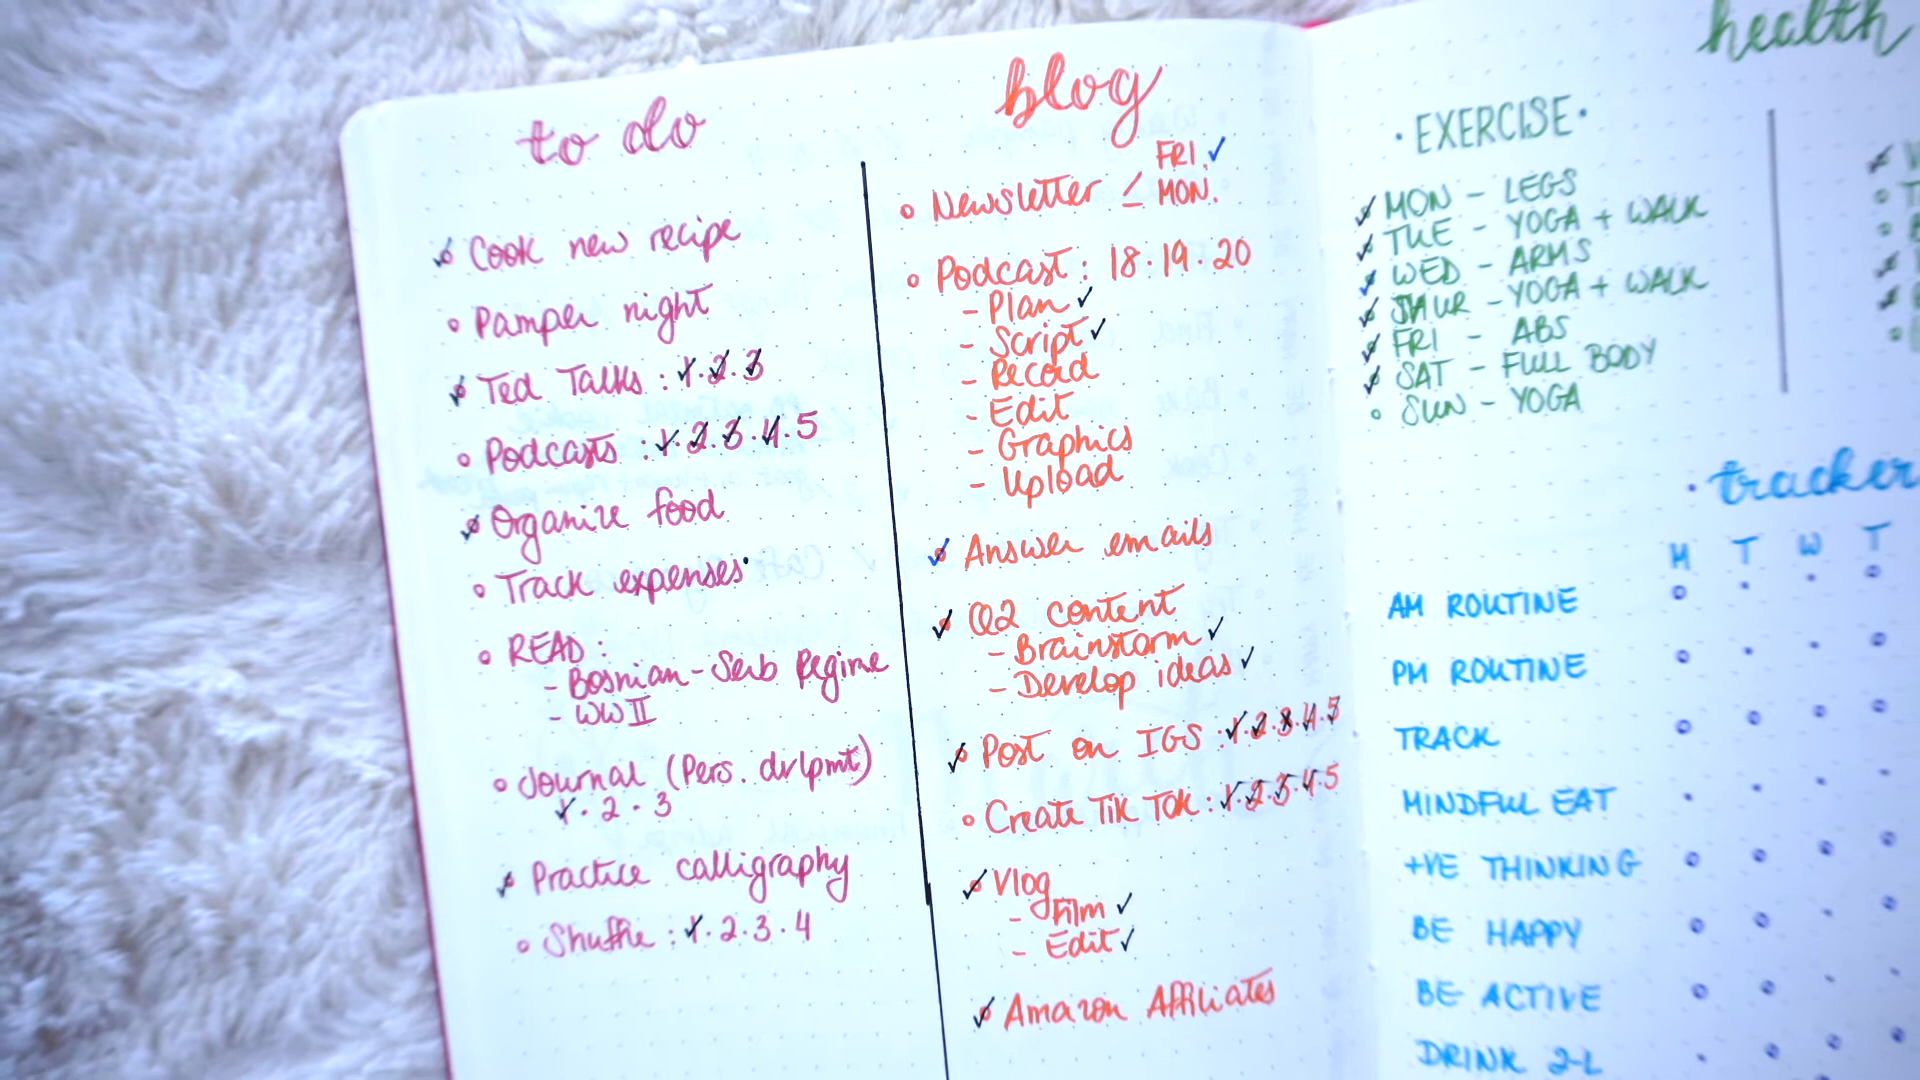 to do
Cook new recipe
Pamper night
Ted Talks : 1 . 2 . 3
Podcasts : 1 . 2 . 3 . 4 . 5
Organize food
Track expenses
READ :
- Bosnian-Serb Regime
- WW II
Journal (Pers. dvlpmt)
1 . 2 . 3
Practice calligraphy
Shuffle : 1 . 2 . 3 . 4
blog
FRI. ✓
Newsletter ≤ MON.
Podcast : 18 . 19 . 20
- Plan ✓
- Script ✓
- Record
- Edit
- Graphics
- Upload
Answer emails
Q2 content
- Brainstorm ✓
- Develop ideas ✓
Post on IGS : 1 . 2 . 3 . 4 . 5
Create Tik Tok : 1 . 2 . 3 . 4 . 5
Vlog
- Film ✓
- Edit ✓
Amazon Affiliates
health
· EXERCISE ·
MON - LEGS
TUE - YOGA + WALK
WED - ARMS
THUR - YOGA + WALK
FRI - ABS
SAT - FULL BODY
SUN - YOGA
· tracker
M T W T
AM ROUTINE
PM ROUTINE
TRACK
MINDFUL EAT
+VE THINKING
BE HAPPY
BE ACTIVE
DRINK 2-L